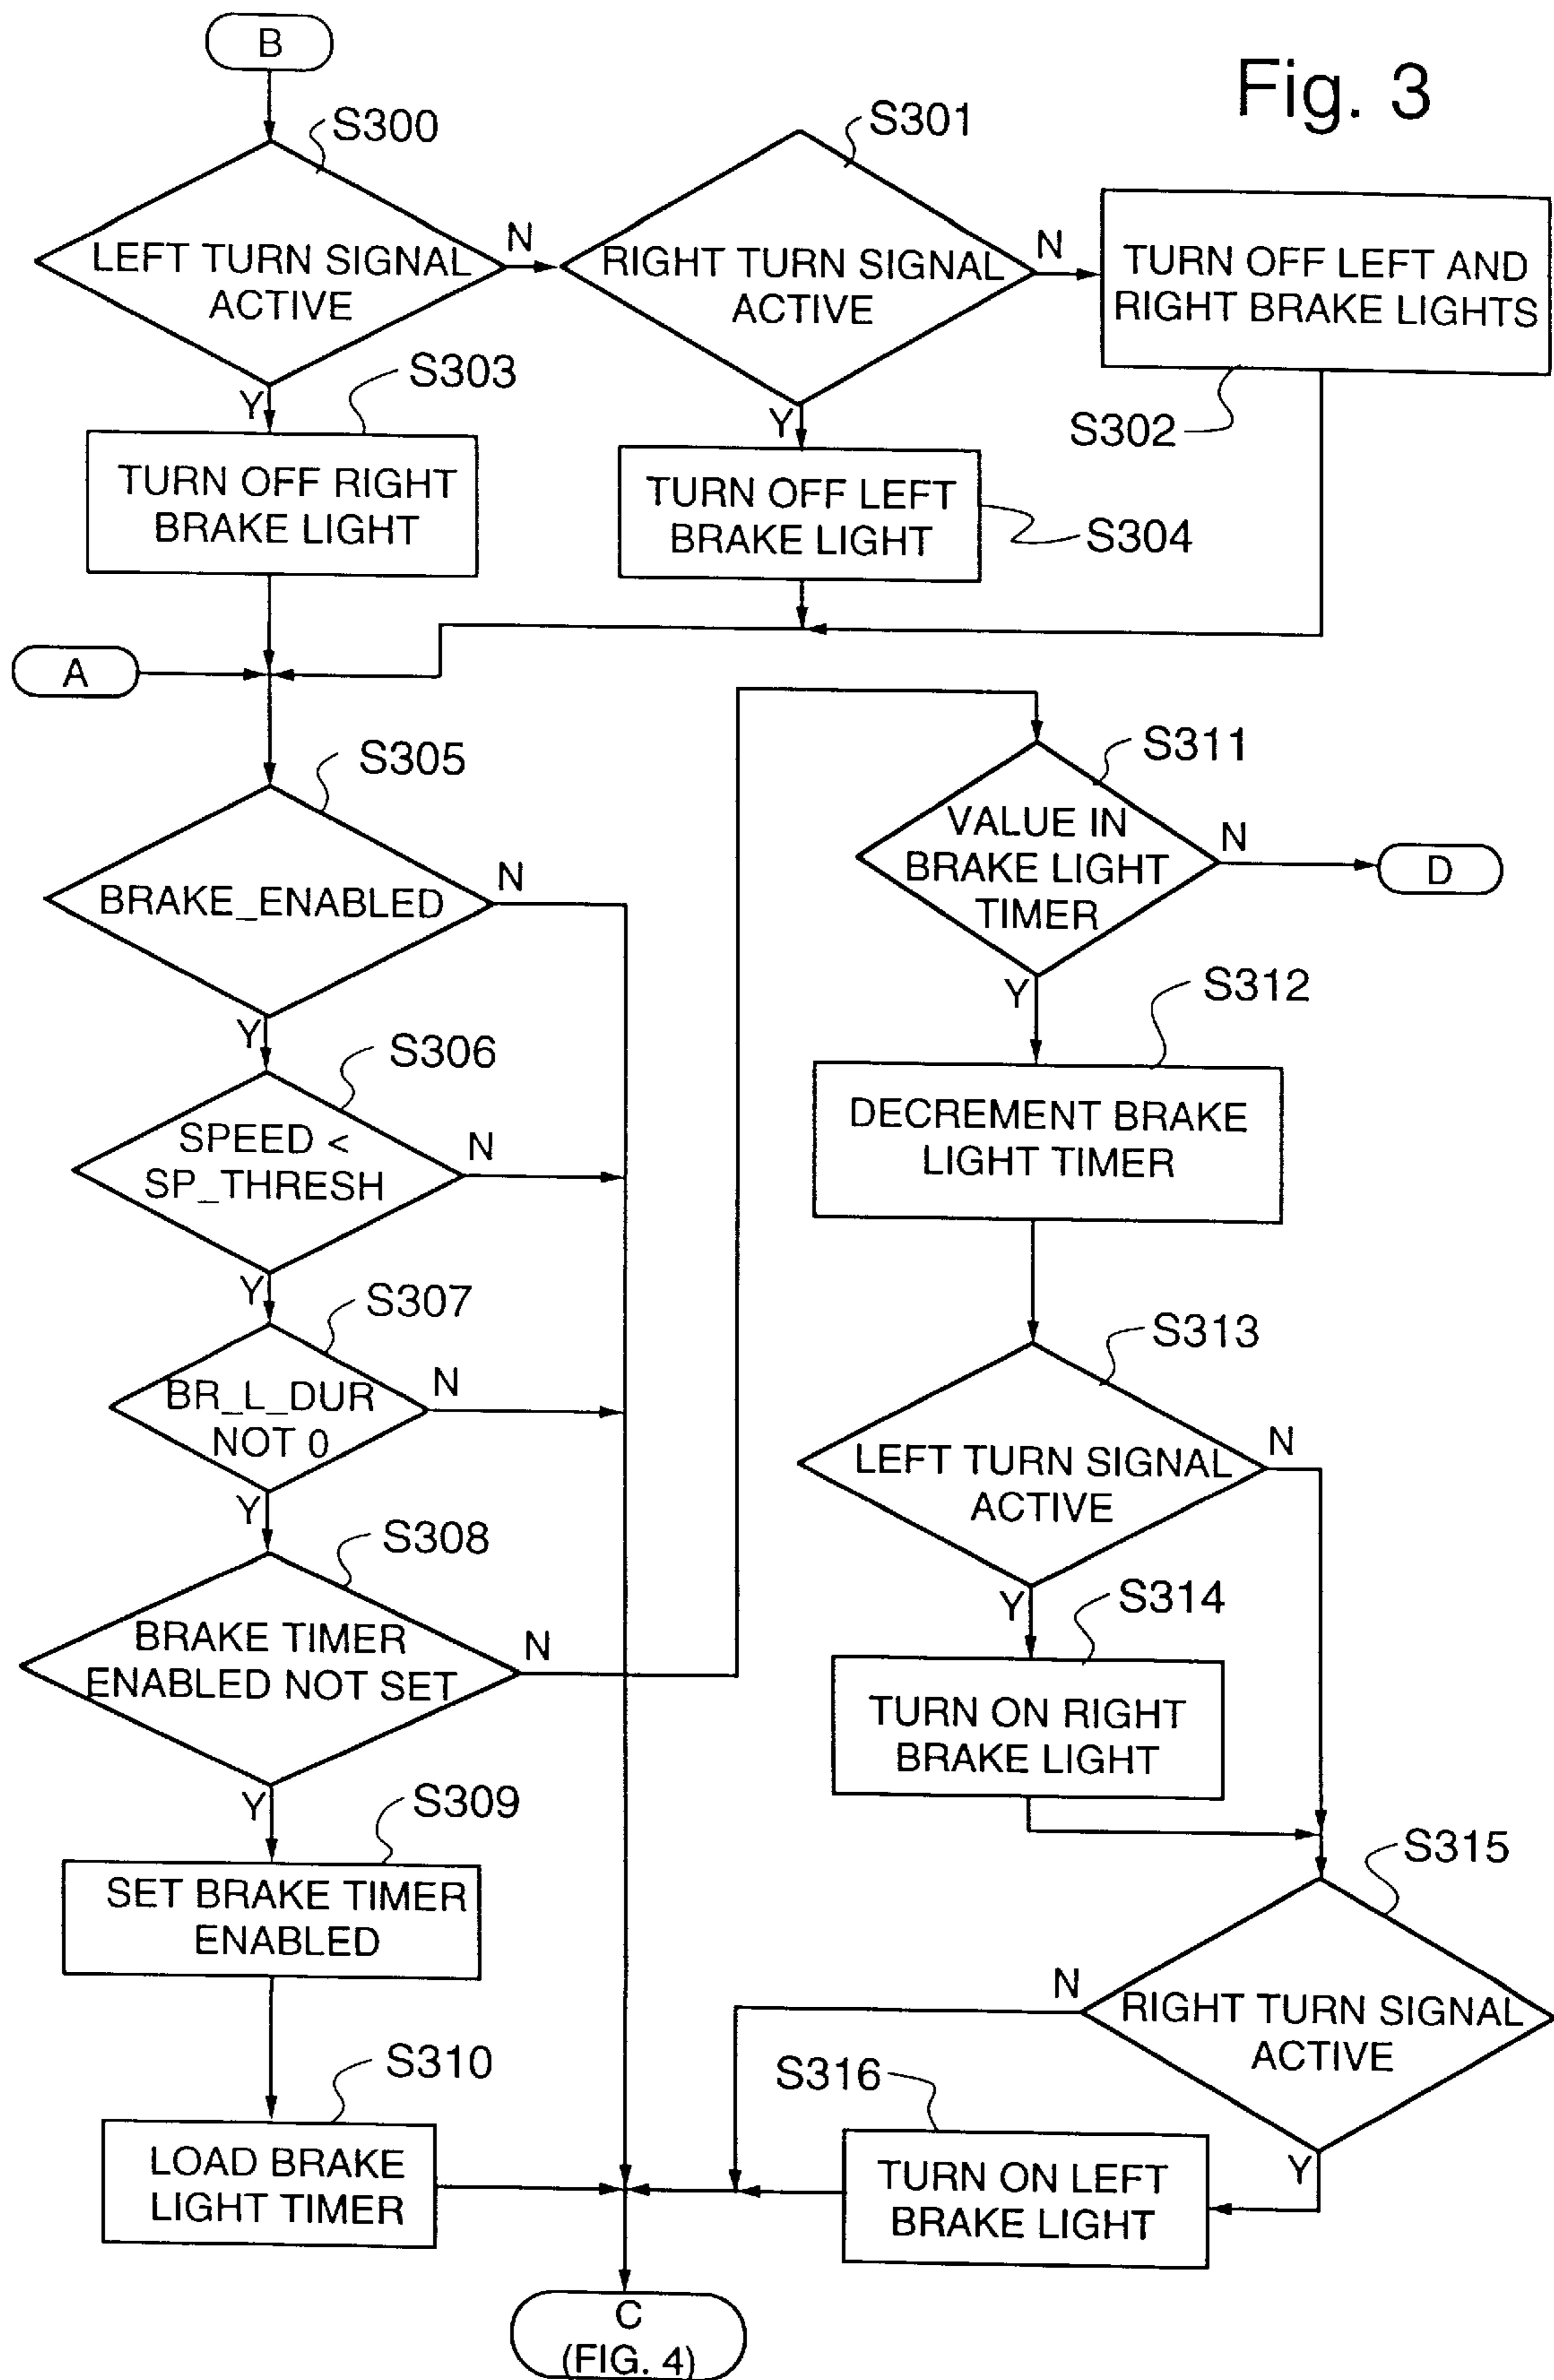 B
Fig. 3
S300
S301
LEFT TURN SIGNAL
ACTIVE
N
RIGHT TURN SIGNAL
ACTIVE
N
TURN OFF LEFT AND
RIGHT BRAKE LIGHTS
S302
Y
S303
Y
TURN OFF RIGHT
BRAKE LIGHT
TURN OFF LEFT
BRAKE LIGHT
S304
A
S305
BRAKE_ENABLED
N
Y
S306
SPEED <
SP_THRESH
N
Y
S307
BR_L_DUR
NOT 0
N
Y
S308
BRAKE TIMER
ENABLED NOT SET
N
Y
S309
SET BRAKE TIMER
ENABLED
S310
LOAD BRAKE
LIGHT TIMER
S311
VALUE IN
BRAKE LIGHT
TIMER
N
D
Y
S312
DECREMENT BRAKE
LIGHT TIMER
S313
LEFT TURN SIGNAL
ACTIVE
N
Y
S314
TURN ON RIGHT
BRAKE LIGHT
S315
RIGHT TURN SIGNAL
ACTIVE
N
Y
S316
TURN ON LEFT
BRAKE LIGHT
C
(FIG. 4)